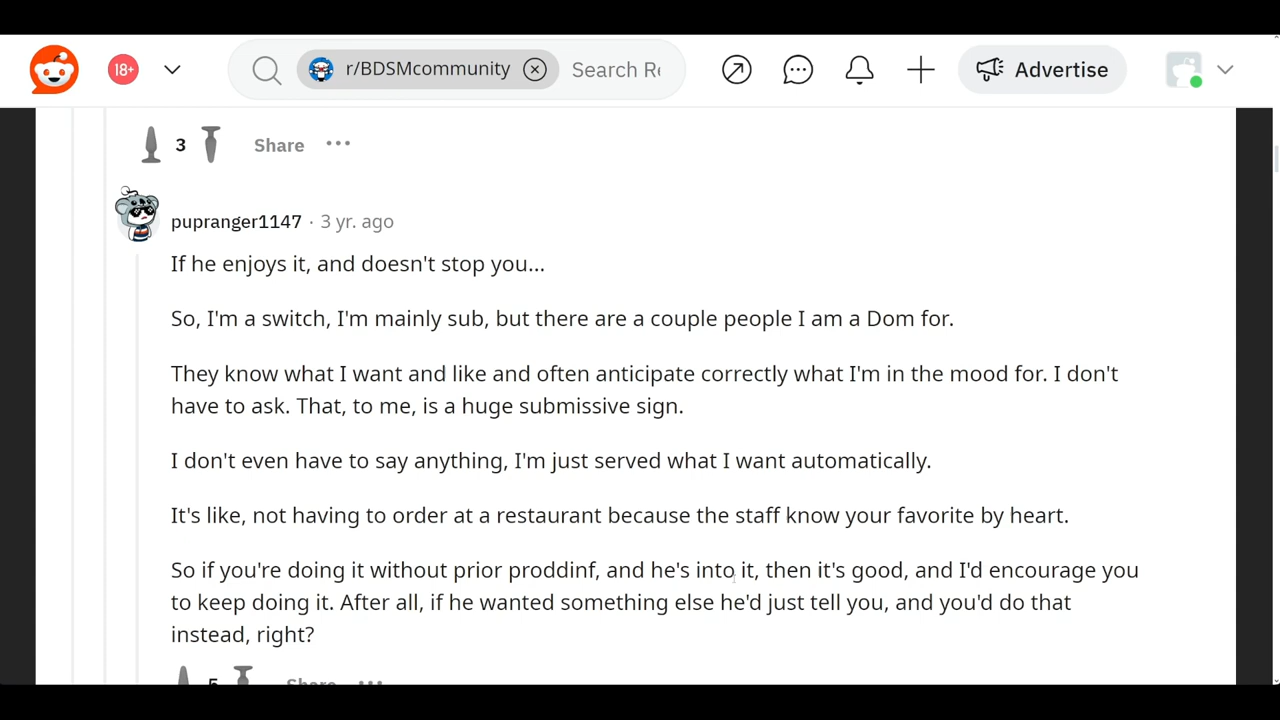 18+
r/BDSMcommunity
Search Re
Advertise
3
Share
pupranger1147 · 3 yr. ago
If he enjoys it, and doesn't stop you...
So, I'm a switch, I'm mainly sub, but there are a couple people I am a Dom for.
They know what I want and like and often anticipate correctly what I'm in the mood for. I don't
have to ask. That, to me, is a huge submissive sign.
I don't even have to say anything, I'm just served what I want automatically.
It's like, not having to order at a restaurant because the staff know your favorite by heart.
So if you're doing it without prior proddinf, and he's into it, then it's good, and I'd encourage you
to keep doing it. After all, if he wanted something else he'd just tell you, and you'd do that
instead, right?
5
Share